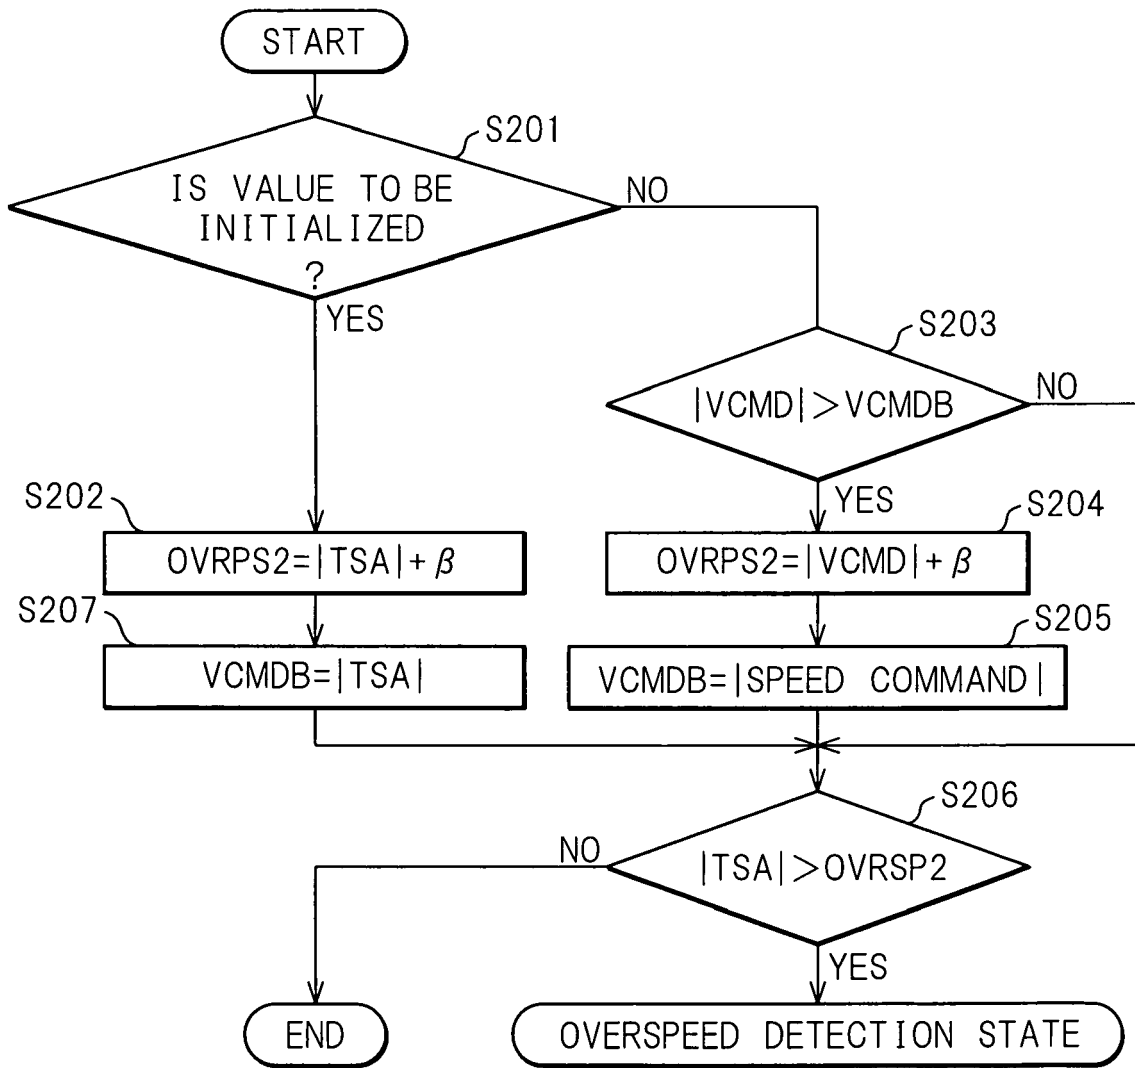 START
S201
IS VALUE TO BE
INITIALIZED
?
NO
YES
S203
|VCMD|>VCMDB
NO
YES
S202
OVRPS2=|TSA|+β
S204
OVRPS2=|VCMD|+β
S207
VCMDB=|TSA|
S205
VCMDB=|SPEED COMMAND|
S206
|TSA|>OVRSP2
NO
YES
END
OVERSPEED DETECTION STATE